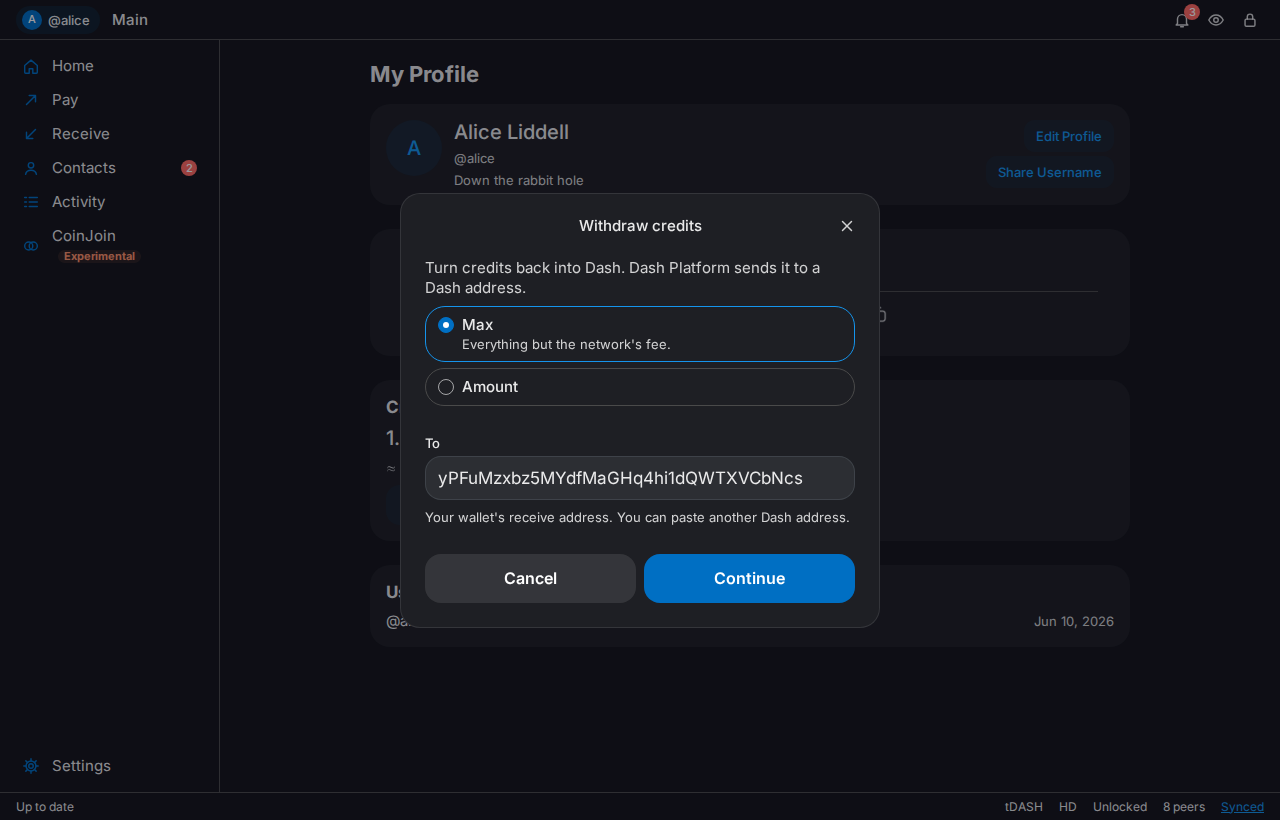 A @alice Main 3
Home
Pay
Receive
Contacts 2
Activity
CoinJoin
Experimental
Settings
My Profile
A
Alice Liddell
@alice
Down the rabbit hole
Edit Profile
Share Username
Withdraw credits
Turn credits back into Dash. Dash Platform sends it to a
Dash address.
Max
Everything but the network's fee.
Amount
To
yPFuMzxbz5MYdfMaGHq4hi1dQWTXVCbNcs
Your wallet's receive address. You can paste another Dash address.
Cancel Continue
Jun 10, 2026
Up to date tDASH HD Unlocked 8 peers Synced